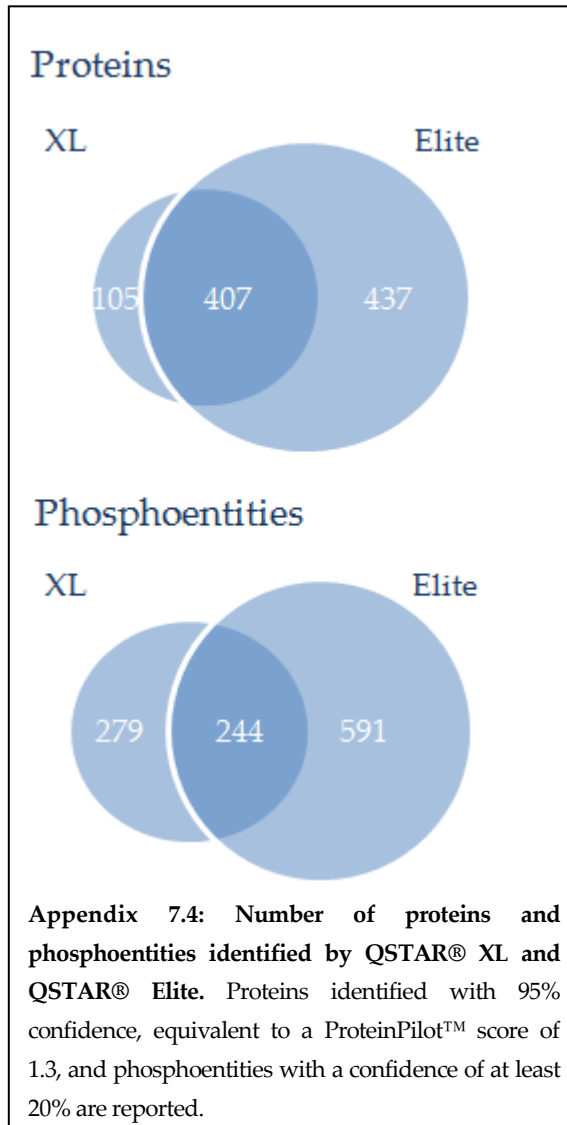 Proteins
XL Elite
105 407 437
Phosphoentities
XL Elite
279 244 591
Appendix 7.4: Number of proteins and
phosphoentities identified by QSTAR® XL and
QSTAR® Elite. Proteins identified with 95%
confidence, equivalent to a ProteinPilot™ score of
1.3, and phosphoentities with a confidence of at least
20% are reported.